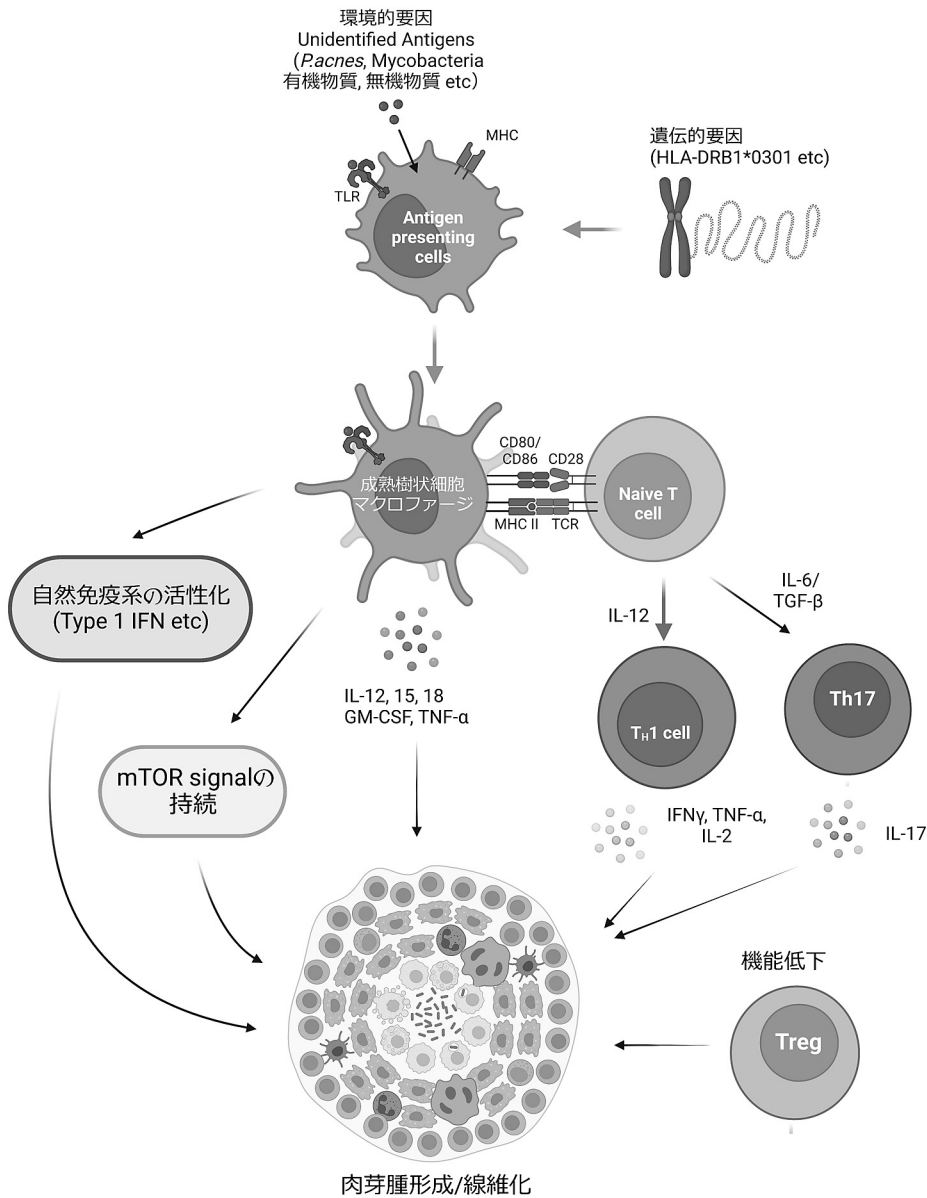 環境的要因
Unidentified Antigens
(P.acnes, Mycobacteria
有機物質, 無機物質 etc)
MHC
TLR
Antigen
presenting
cells
遺伝的要因
(HLA-DRB1*0301 etc)
成熟樹状細胞
マクロファージ
CD80/
CD86 CD28
MHC II TCR
Naive T
cell
自然免疫系の活性化
(Type 1 IFN etc)
IL-12
IL-6/
TGF-β
IL-12, 15, 18
GM-CSF, TNF-α
TH1 cell
Th17
mTOR signalの
持続
IFNγ, TNF-α,
IL-2
IL-17
機能低下
Treg
肉芽腫形成/線維化